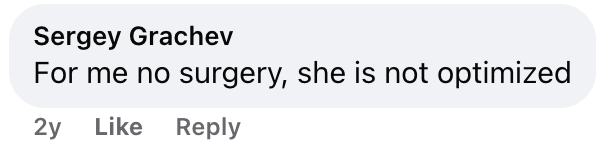 Sergey Grachev
For me no surgery, she is not optimized
2y Like Reply